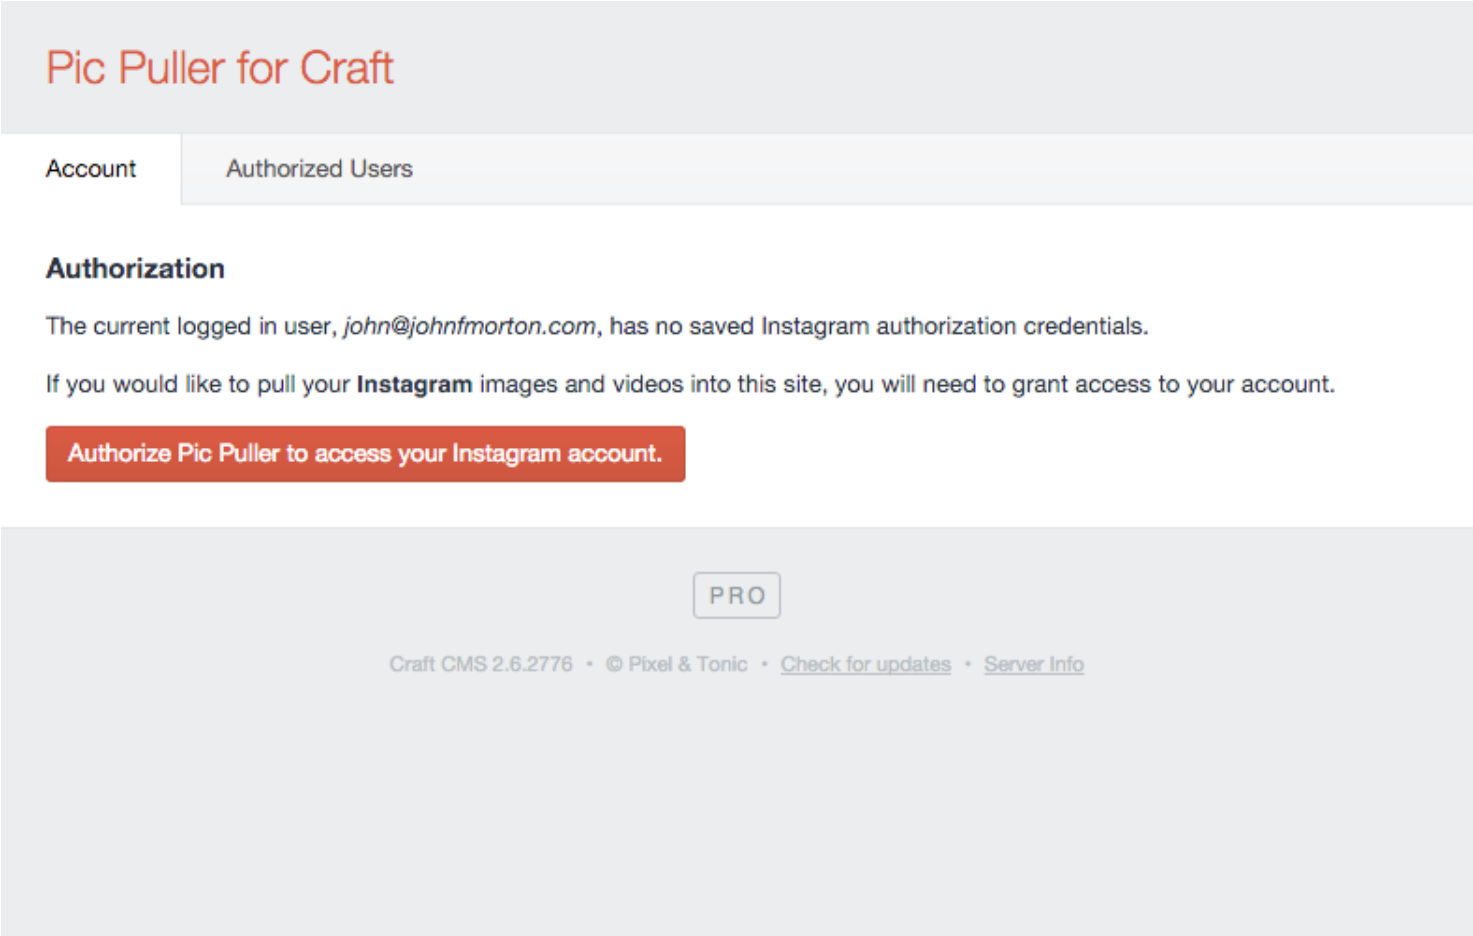 Pic Puller for Craft
Account
Authorized Users
Authorization
The current logged in user, john@johnfmorton.com, has no saved Instagram authorization credentials.
If you would like to pull your Instagram images and videos into this site, you will need to grant access to your account.
Authorize Pic Puller to access your Instagram account.
PRO
Craft CMS 2.6.2776 • © Pixel & Tonic • Check for updates • Server Info